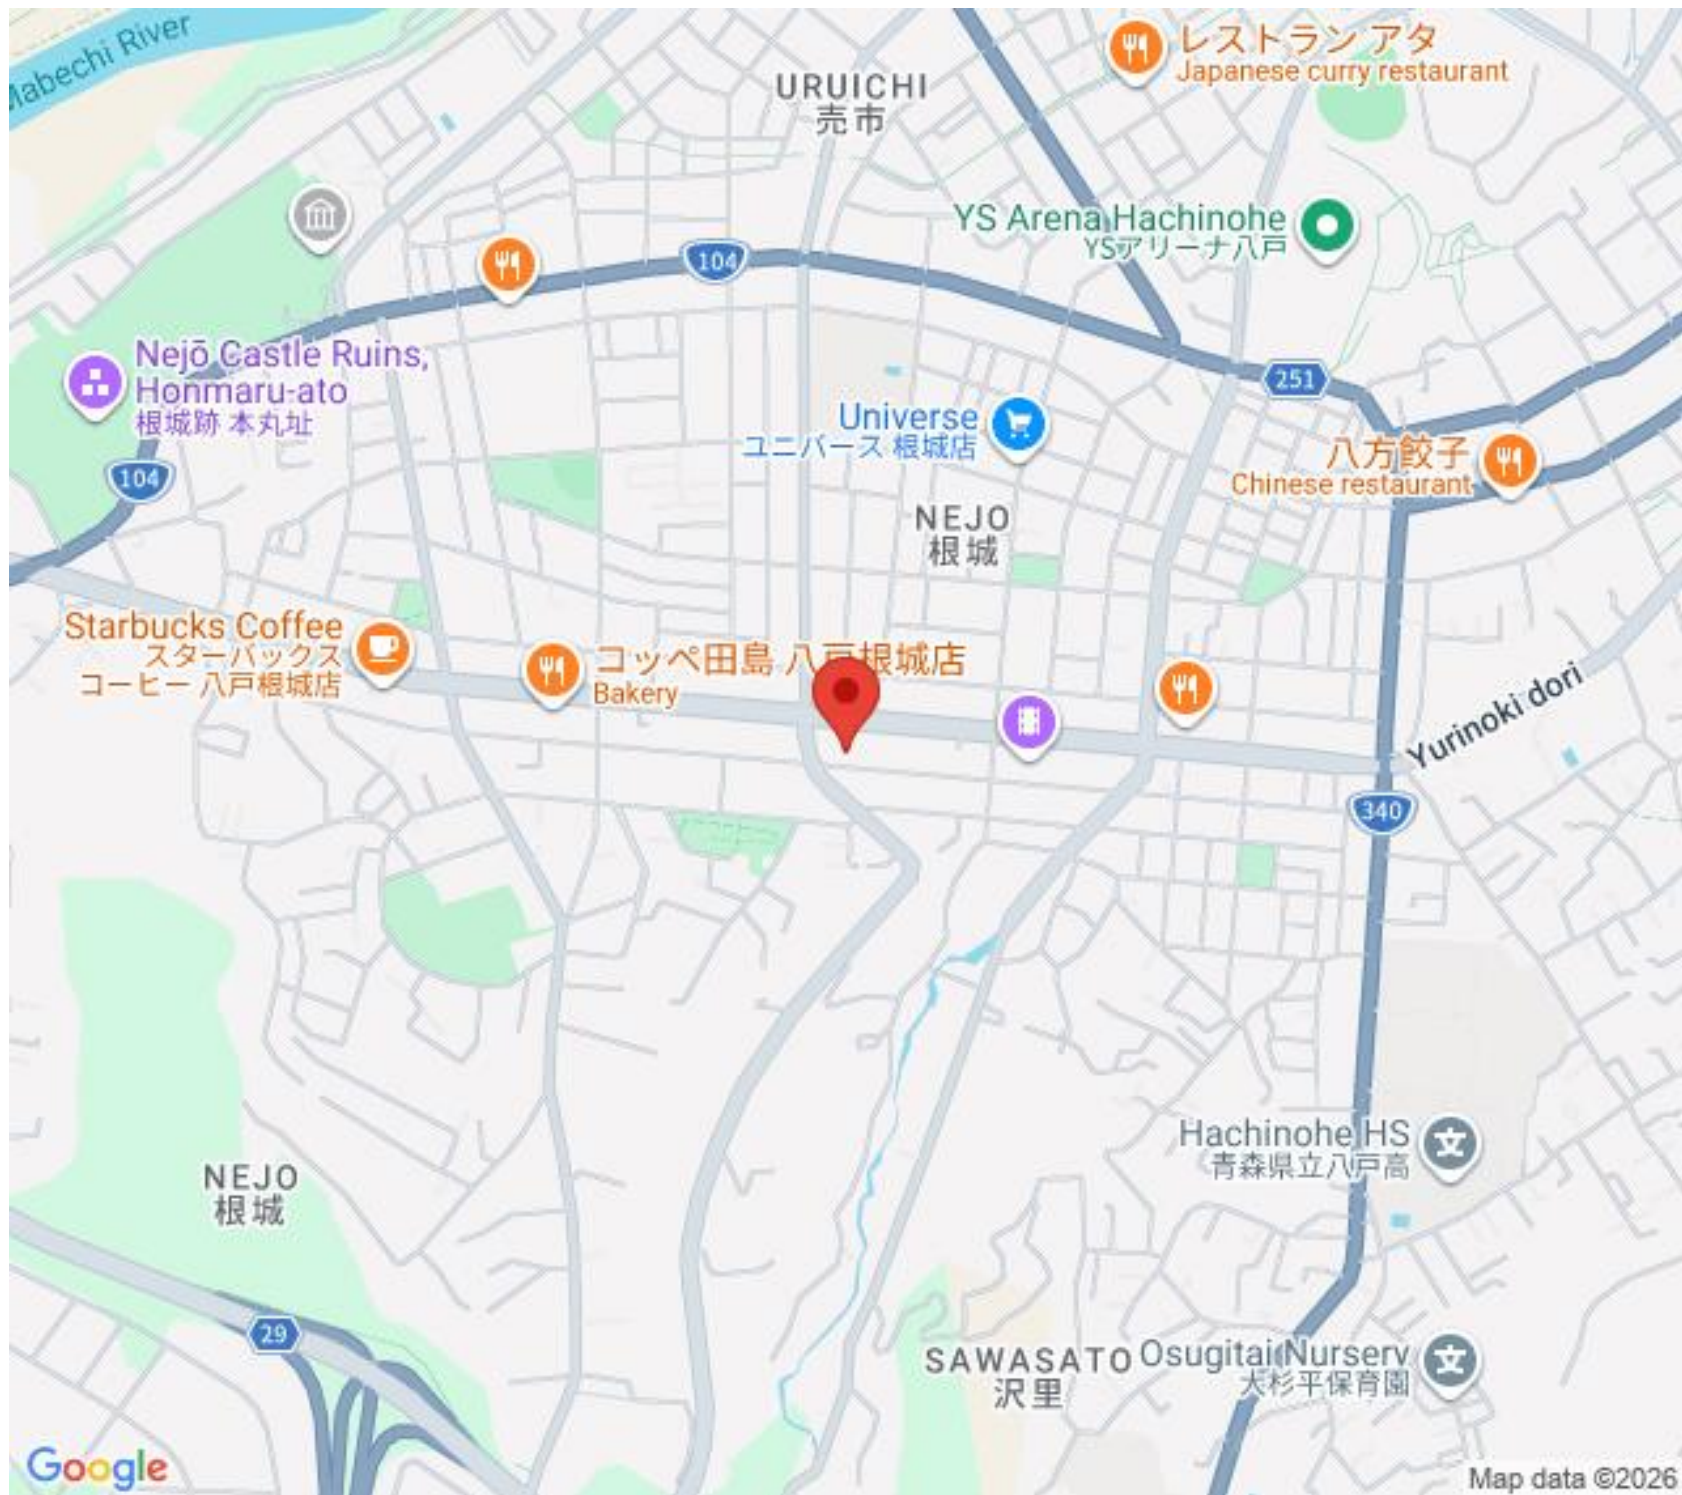 Mabechi River
レストランアタ
Japanese curry restaurant
URUICHI
売市
YS Arena Hachinohe
YSアリーナ八戸
104
Nejō Castle Ruins,
Honmaru-ato
根城跡 本丸址
251
Universe
ユニバース 根城店
八方餃子
Chinese restaurant
104
NEJO
根城
Starbucks Coffee
スターバックス
コーヒー 八戸根城店
コッペ田島 八戸根城店
Bakery
Yurinoki dori
340
Hachinohe HS
青森県立八戸高
NEJO
根城
29
SAWASATO
沢里
Osugitai Nurserv
大杉平保育園
Google
Map data ©2026